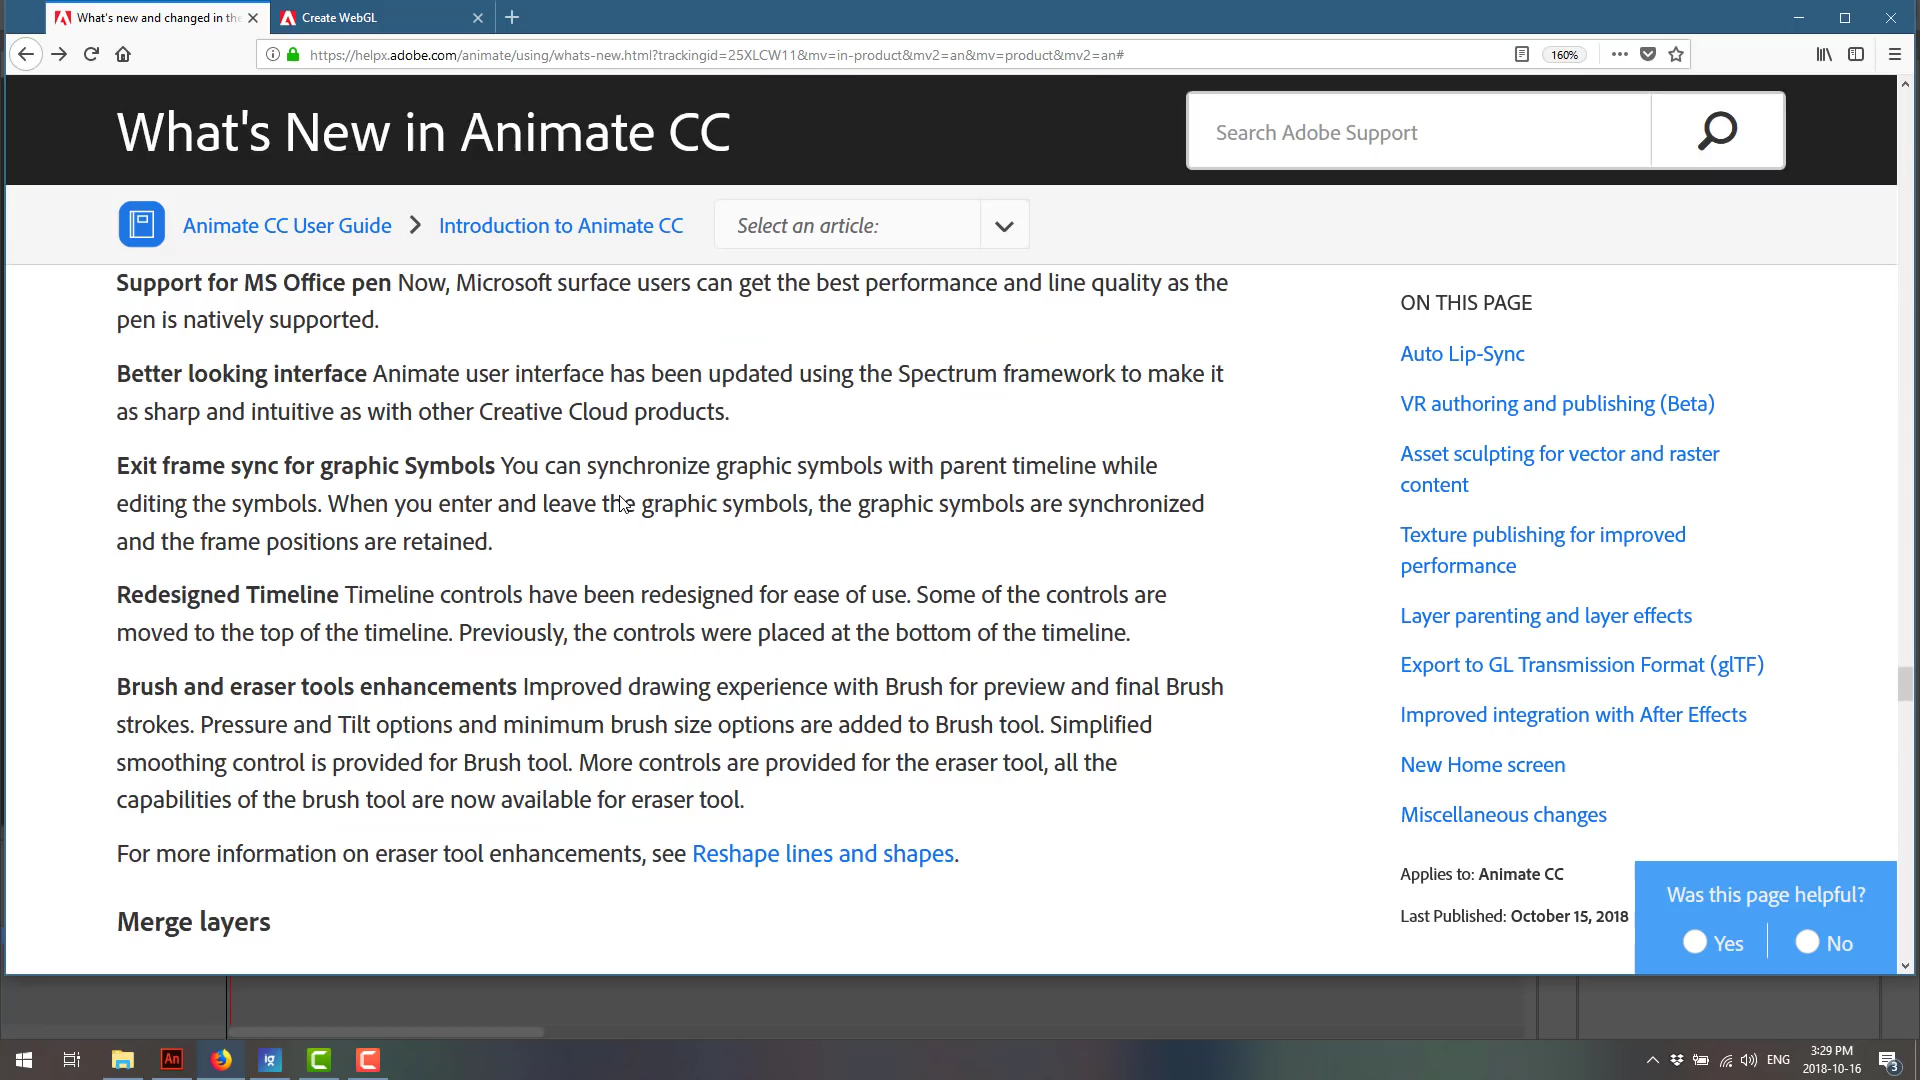 What's new and changed in the
Create WebGL
https://helpx.adobe.com/animate/using/whats-new.html?trackingid=25XLCW11&mv=in-product&mv2=an&mv=product&mv2=an#
160%
What's New in Animate CC
Search Adobe Support
Animate CC User Guide
Introduction to Animate CC
Select an article:
Support for MS Office pen Now, Microsoft surface users can get the best performance and line quality as the
pen is natively supported.
Better looking interface Animate user interface has been updated using the Spectrum framework to make it
as sharp and intuitive as with other Creative Cloud products.
Exit frame sync for graphic Symbols You can synchronize graphic symbols with parent timeline while
editing the symbols. When you enter and leave the graphic symbols, the graphic symbols are synchronized
and the frame positions are retained.
Redesigned Timeline Timeline controls have been redesigned for ease of use. Some of the controls are
moved to the top of the timeline. Previously, the controls were placed at the bottom of the timeline.
Brush and eraser tools enhancements Improved drawing experience with Brush for preview and final Brush
strokes. Pressure and Tilt options and minimum brush size options are added to Brush tool. Simplified
smoothing control is provided for Brush tool. More controls are provided for the eraser tool, all the
capabilities of the brush tool are now available for eraser tool.
For more information on eraser tool enhancements, see Reshape lines and shapes.
Merge layers
ON THIS PAGE
Auto Lip-Sync
VR authoring and publishing (Beta)
Asset sculpting for vector and raster
content
Texture publishing for improved
performance
Layer parenting and layer effects
Export to GL Transmission Format (glTF)
Improved integration with After Effects
New Home screen
Miscellaneous changes
Applies to: Animate CC
Last Published: October 15, 2018
Was this page helpful?
Yes
No
An
ig
ENG
3:29 PM
2018-10-16
3